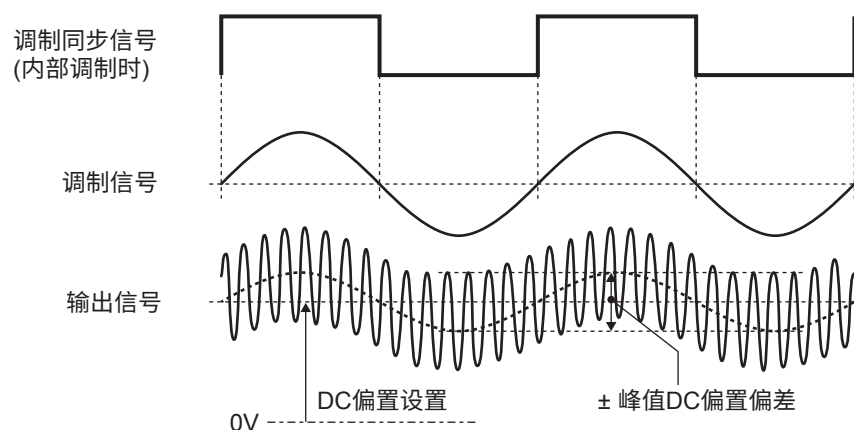 调制同步信号
(内部调制时)
调制信号
输出信号
DC偏置设置
± 峰值DC偏置偏差
0V